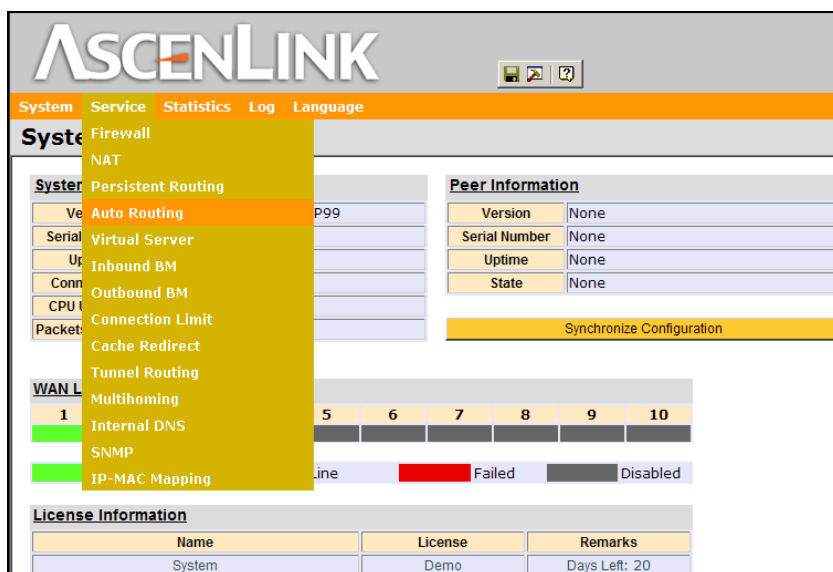 ASCENLINK
System Service Statistics Log Language
Firewall
NAT
Persistent Routing
Auto Routing
Virtual Server
Inbound BM
Outbound BM
Connection Limit
Cache Redirect
Tunnel Routing
Multihoming
Internal DNS
SNMP
IP-MAC Mapping
Syste
System
Ve P99
Serial
Up
Conn
CPU U
Packets
Peer Information
Version None
Serial Number None
Uptime None
State None
Synchronize Configuration
WAN L
1 5 6 7 8 9 10
Line Failed Disabled
License Information
Name License Remarks
System Demo Days Left: 20